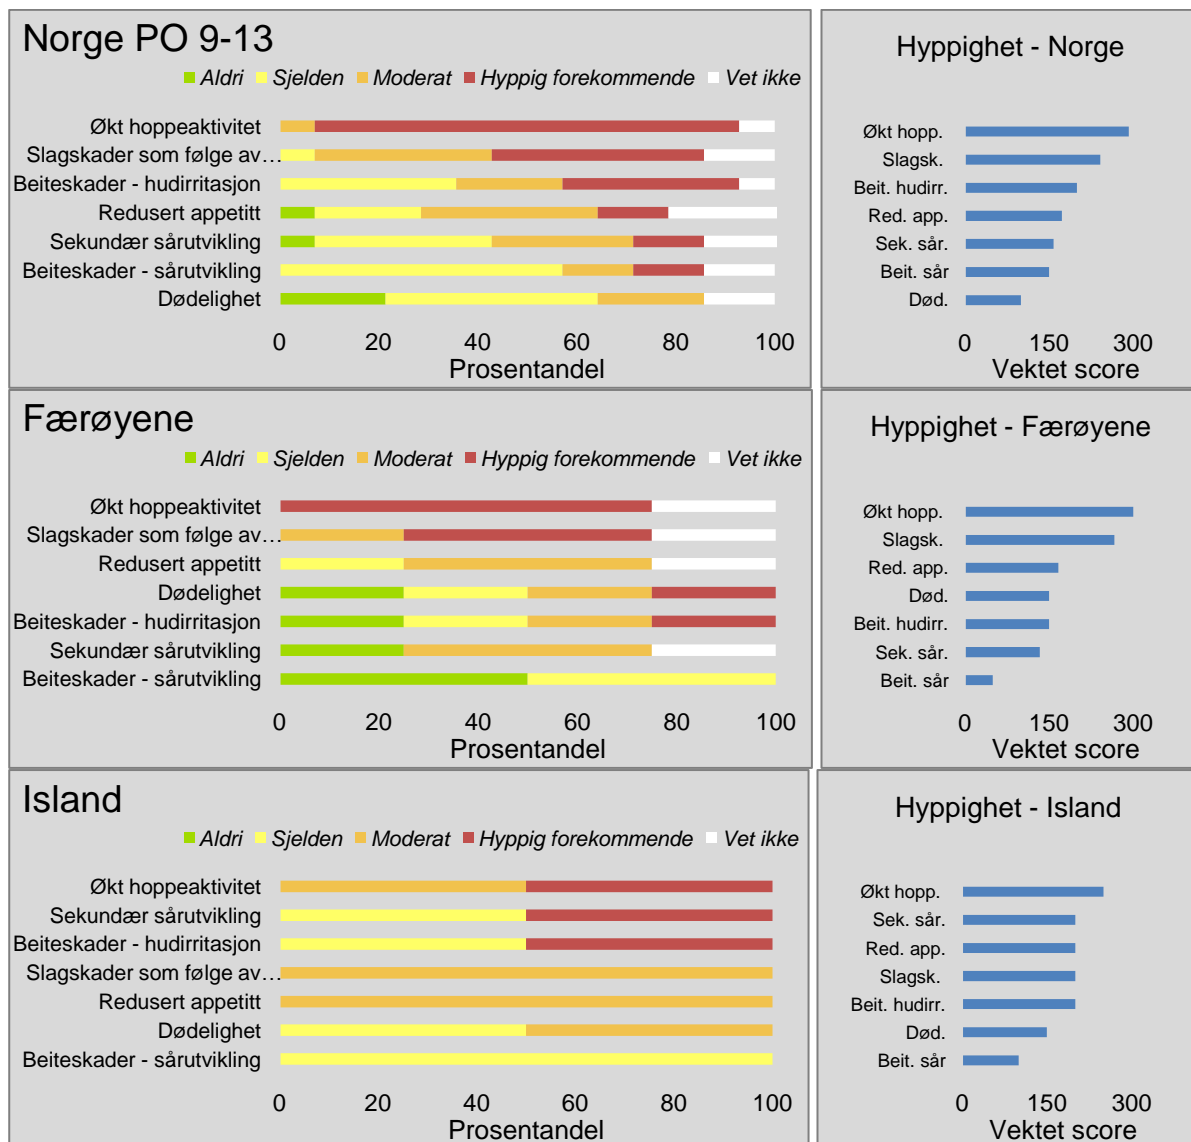 Norge PO 9-13
Aldri Sjelden Moderat Hyppig forekommende Vet ikke
Økt hoppeaktivitet
Slagskader som følge av…
Beiteskader - hudirritasjon
Redusert appetitt
Sekundær sårutvikling
Beiteskader - sårutvikling
Dødelighet
0 20 40 60 80 100
Prosentandel
Hyppighet - Norge
Økt hopp.
Slagsk.
Beit. hudirr.
Red. app.
Sek. sår.
Beit. sår
Død.
0 150 300
Vektet score
Færøyene
Aldri Sjelden Moderat Hyppig forekommende Vet ikke
Økt hoppeaktivitet
Slagskader som følge av…
Redusert appetitt
Dødelighet
Beiteskader - hudirritasjon
Sekundær sårutvikling
Beiteskader - sårutvikling
0 20 40 60 80 100
Prosentandel
Hyppighet - Færøyene
Økt hopp.
Slagsk.
Red. app.
Død.
Beit. hudirr.
Sek. sår.
Beit. sår
0 150 300
Vektet score
Island
Aldri Sjelden Moderat Hyppig forekommende Vet ikke
Økt hoppeaktivitet
Sekundær sårutvikling
Beiteskader - hudirritasjon
Slagskader som følge av…
Redusert appetitt
Dødelighet
Beiteskader - sårutvikling
0 20 40 60 80 100
Prosentandel
Hyppighet - Island
Økt hopp.
Sek. sår.
Red. app.
Slagsk.
Beit. hudirr.
Død.
Beit. sår
0 150 300
Vektet score